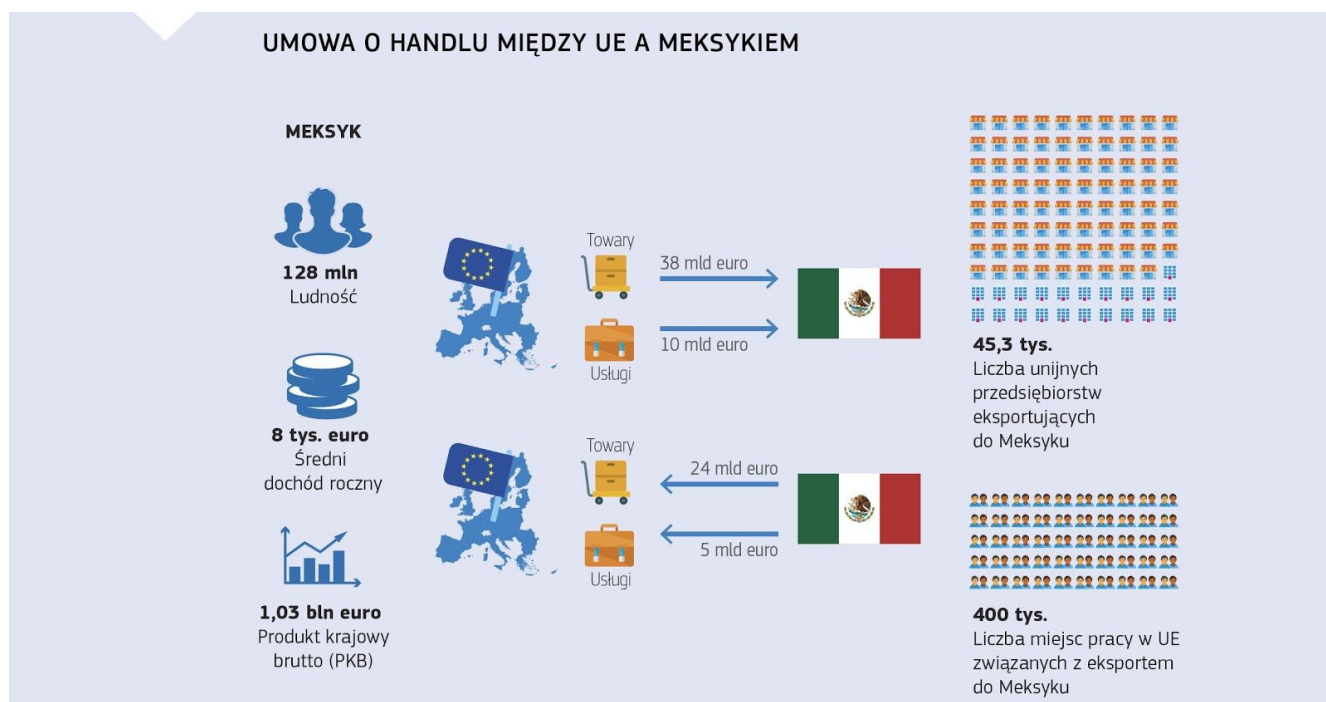 UMOWA O HANDLU MIĘDZY UE A MEKSYKIEM
MEKSYK
128 mln
Ludność
8 tys. euro
Średni
dochód roczny
1,03 bln euro
Produkt krajowy
brutto (PKB)
Towary
38 mld euro
10 mld euro
Usługi
Towary
24 mld euro
5 mld euro
Usługi
45,3 tys.
Liczba unijnych
przedsiębiorstw
eksportujących
do Meksyku
400 tys.
Liczba miejsc pracy w UE
związanych z eksportem
do Meksyku